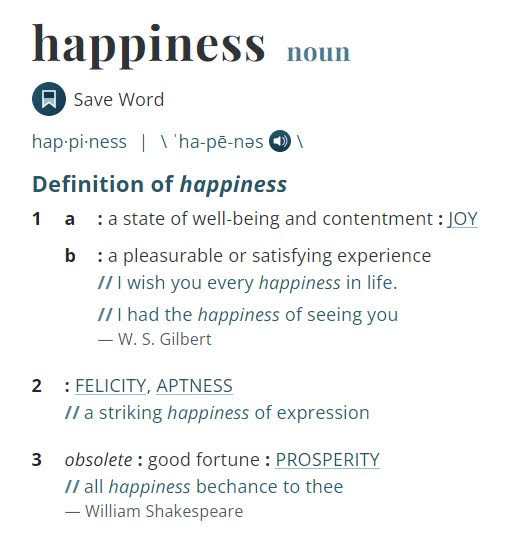 happiness noun
Save Word
hap·pi·ness | \ ˈha-pē-nəs \
Definition of happiness
1 a : a state of well-being and contentment : JOY
b : a pleasurable or satisfying experience
// I wish you every happiness in life.
// I had the happiness of seeing you
— W. S. Gilbert
2 : FELICITY, APTNESS
// a striking happiness of expression
3 obsolete : good fortune : PROSPERITY
// all happiness bechance to thee
— William Shakespeare